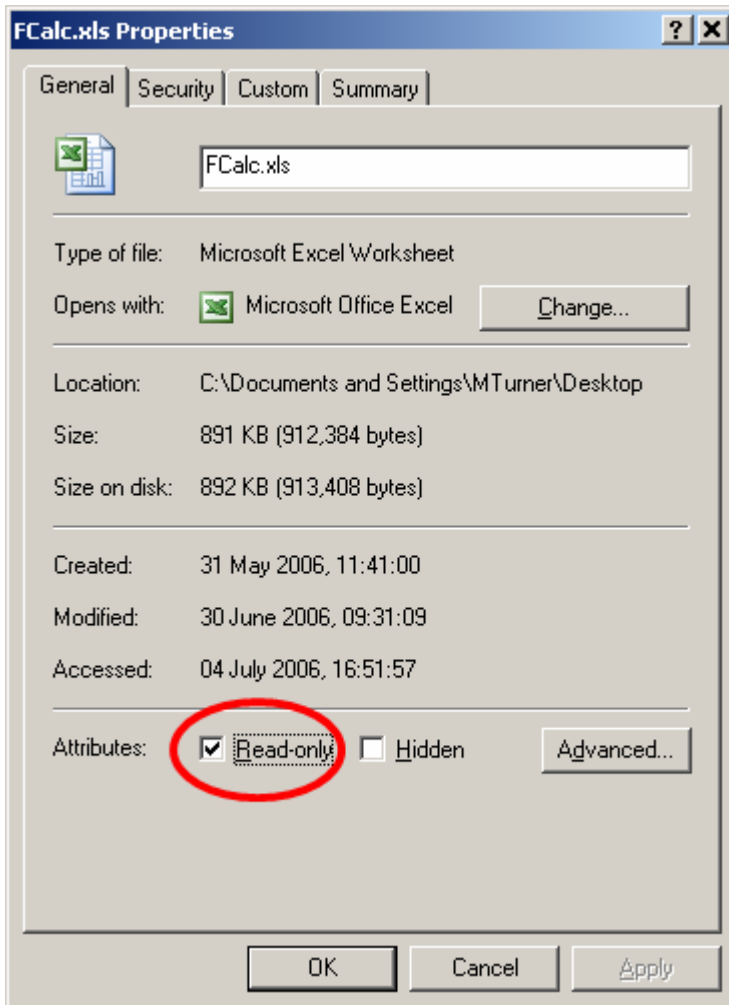 FCalc.xls Properties
General Security Custom Summary
FCalc.xls
Type of file: Microsoft Excel Worksheet
Opens with: Microsoft Office Excel Change...
Location: C:\Documents and Settings\MTurner\Desktop
Size: 891 KB (912,384 bytes)
Size on disk: 892 KB (913,408 bytes)
Created: 31 May 2006, 11:41:00
Modified: 30 June 2006, 09:31:09
Accessed: 04 July 2006, 16:51:57
Attributes: Read-only Hidden Advanced...
OK Cancel Apply